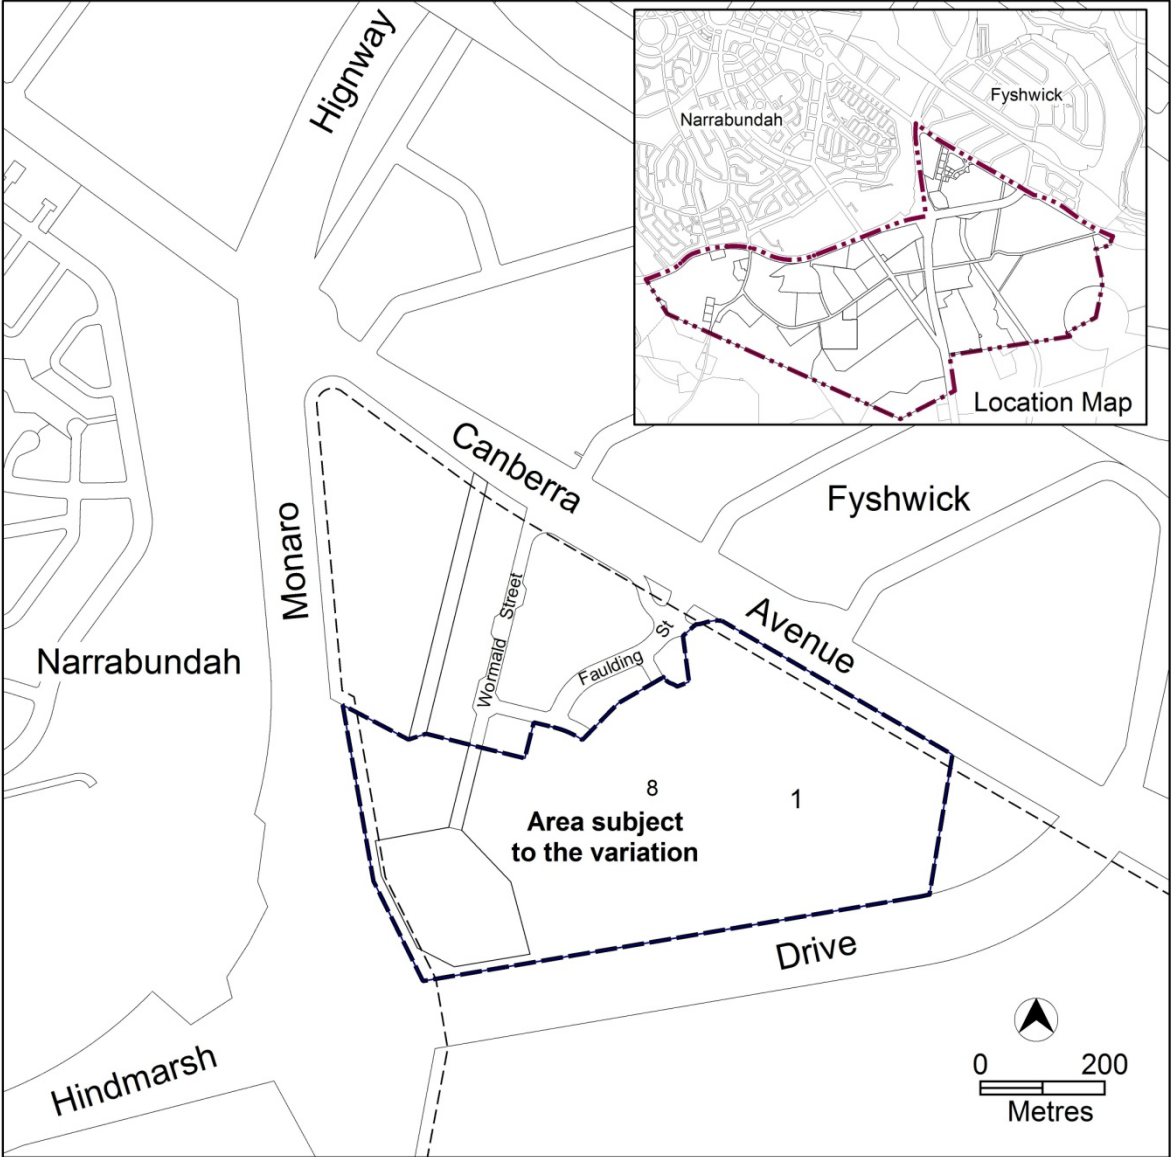 Hignway
Fyshwick
Narrabundah
Location Map
Canberra
Fyshwick
Monaro
Wormald Street
Avenue
St
Faulding
Narrabundah
8
1
Area subject
to the variation
Drive
Hindmarsh
0 200
Metres